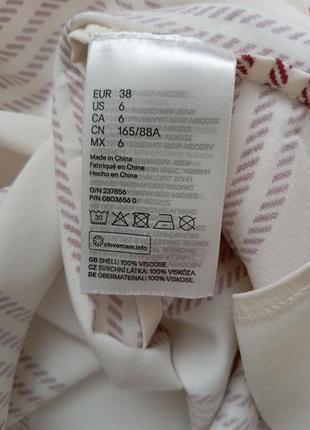 EUR 38
US 6
CA 6
CN 165/88A
MX 6
Made in China
Fabriqué en Chine
Hecho en China
O/N 237856
P/N 0803656 0
30
clevercare.info
GB SHELL: 100% VISCOSE.
CZ SVRCHNÍ LÁTKA: 100% VISKÓZA.
DE OBERMATERIAL: 100% VISKOSE.